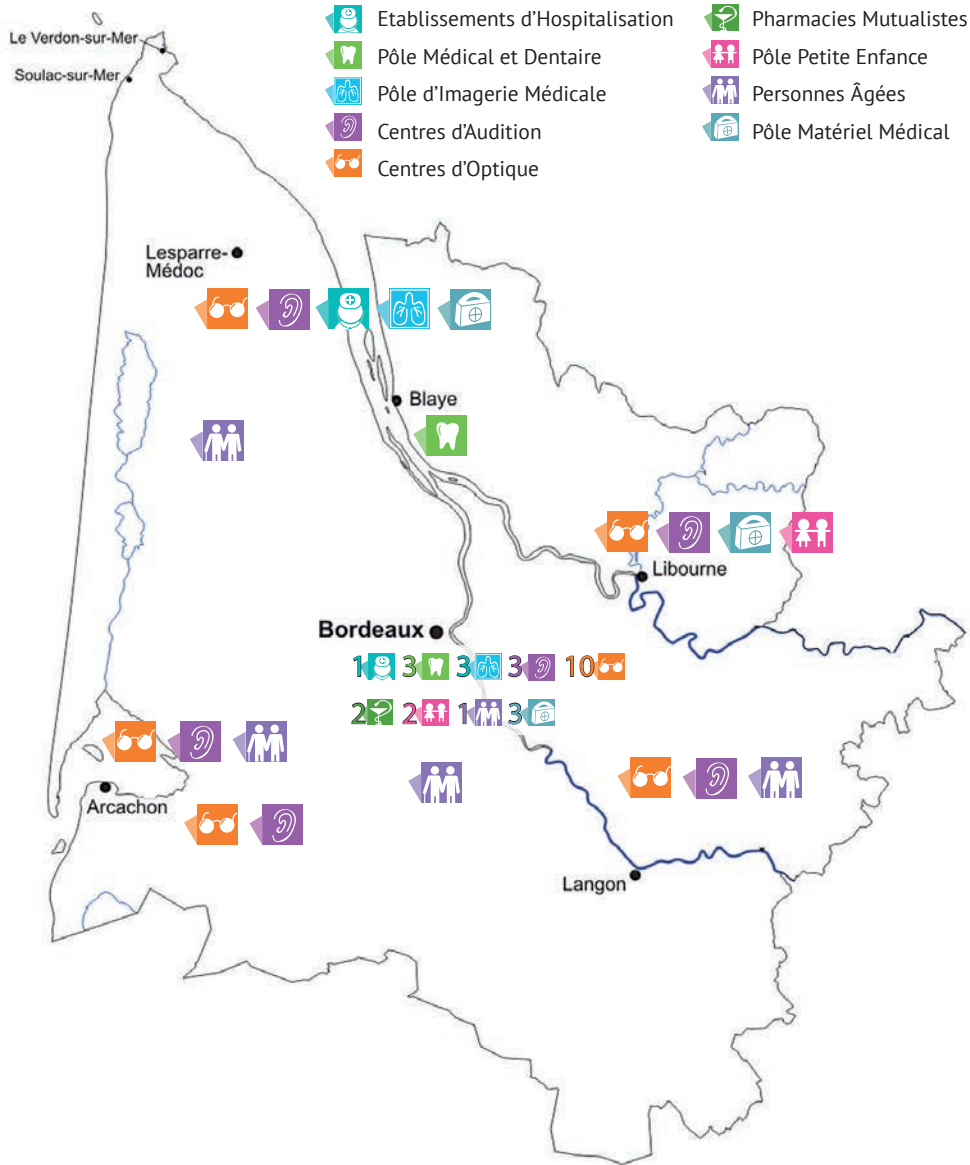 Etablissements d'Hospitalisation
Pôle Médical et Dentaire
Pôle d'Imagerie Médicale
Centres d'Audition
Centres d'Optique
Pharmacies Mutualistes
Pôle Petite Enfance
Personnes Âgées
Pôle Matériel Médical
Le Verdon-sur-Mer
Soulac-sur-Mer
Lesparre-
Médoc
Blaye
Libourne
Bordeaux
1 3 3 3 10
2 2 1 3
Arcachon
Langon